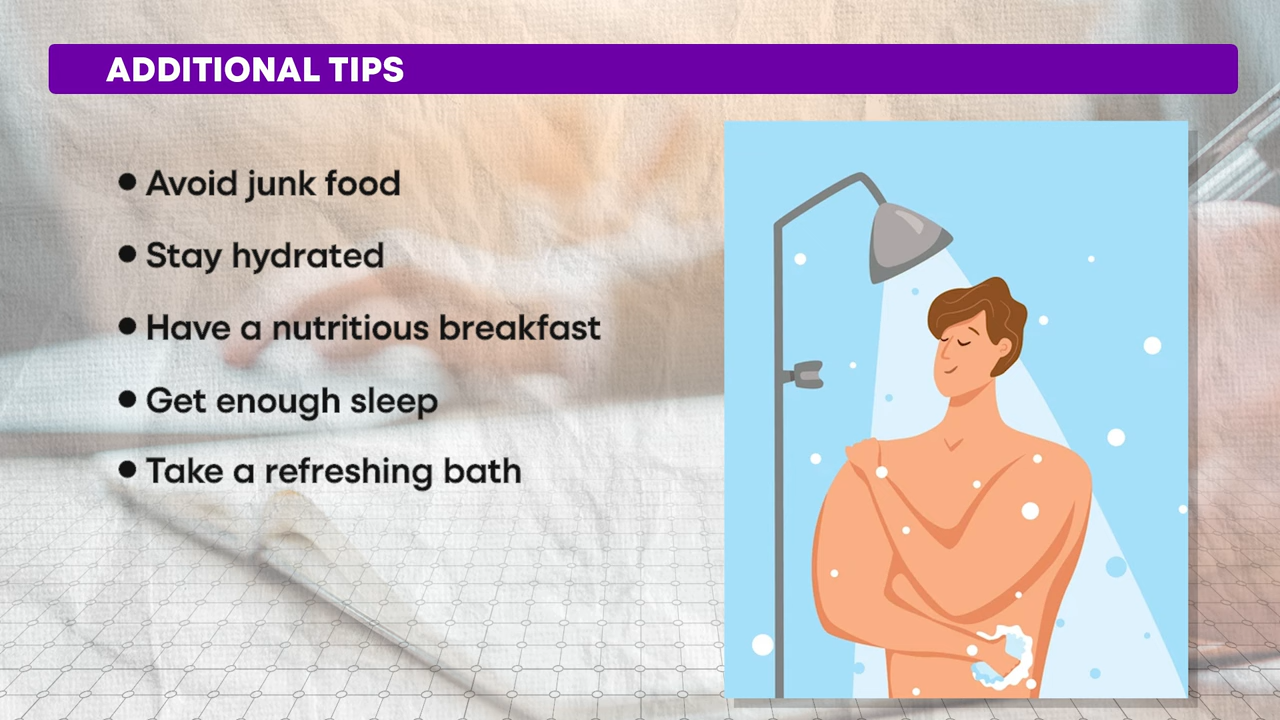 ADDITIONAL TIPS
• Avoid junk food
• Stay hydrated
• Have a nutritious breakfast
• Get enough sleep
• Take a refreshing bath